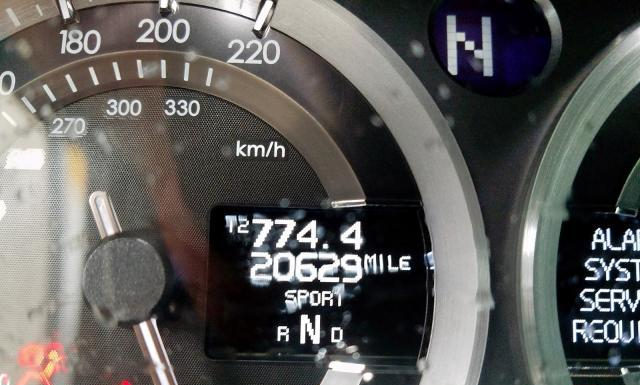 180 200 220
300 330
270
km/h
N
T2 774.4
20629 MILE
SPORT
R N D
ALA
SYST
SERV
REQU